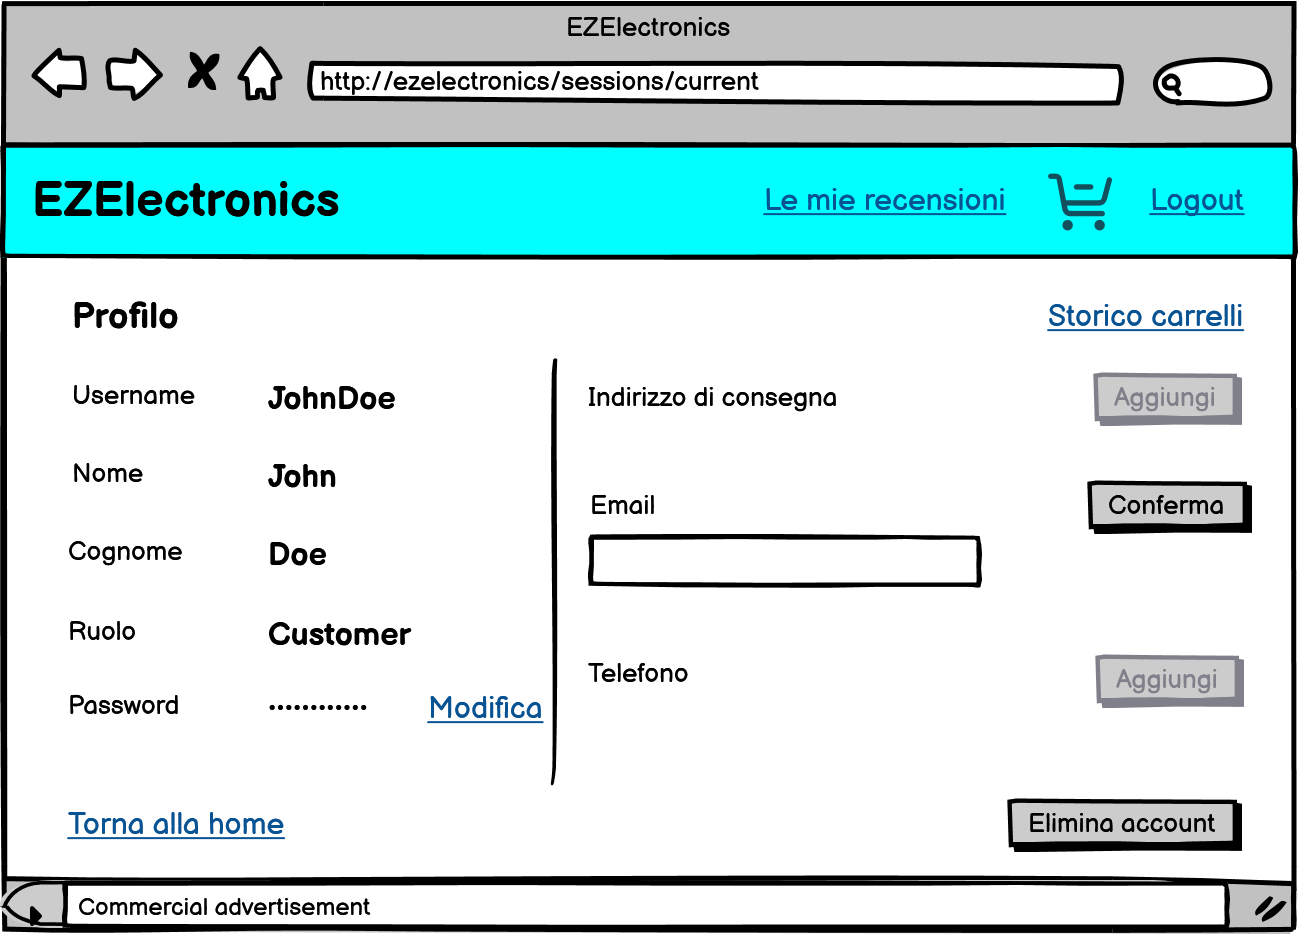 EZElectronics
http://ezelectronics/sessions/current
EZElectronics
Le mie recensioni
Logout
Profilo
Storico carrelli
Username
JohnDoe
Nome
John
Cognome
Doe
Ruolo
Customer
Password
••••••••••••
Modifica
Indirizzo di consegna
Aggiungi
Email
Conferma
Telefono
Aggiungi
Torna alla home
Elimina account
Commercial advertisement